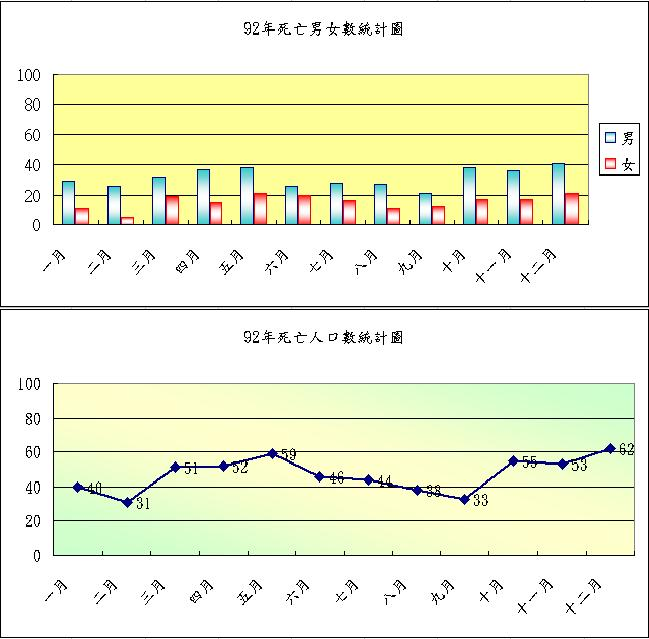 92年死亡男女數統計圖
100
80
60
40
20
0
男
女
一月 二月 三月 四月 五月 六月 七月 八月 九月 十月 十一月 十二月
92年死亡人口數統計圖
100
80
60
40
20
0
40 31 51 52 59 46 44 38 33 55 53 62
一月 二月 三月 四月 五月 六月 七月 八月 九月 十月 十一月 十二月